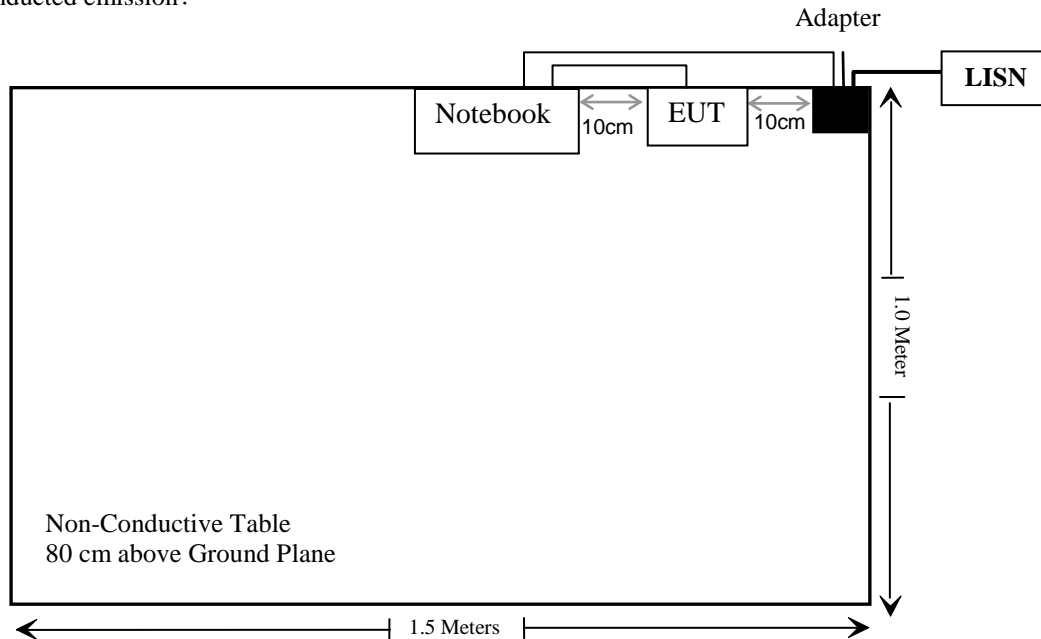 Adapter
LISN
Notebook
EUT
10cm
10cm
1.0 Meter
Non-Conductive Table
80 cm above Ground Plane
1.5 Meters